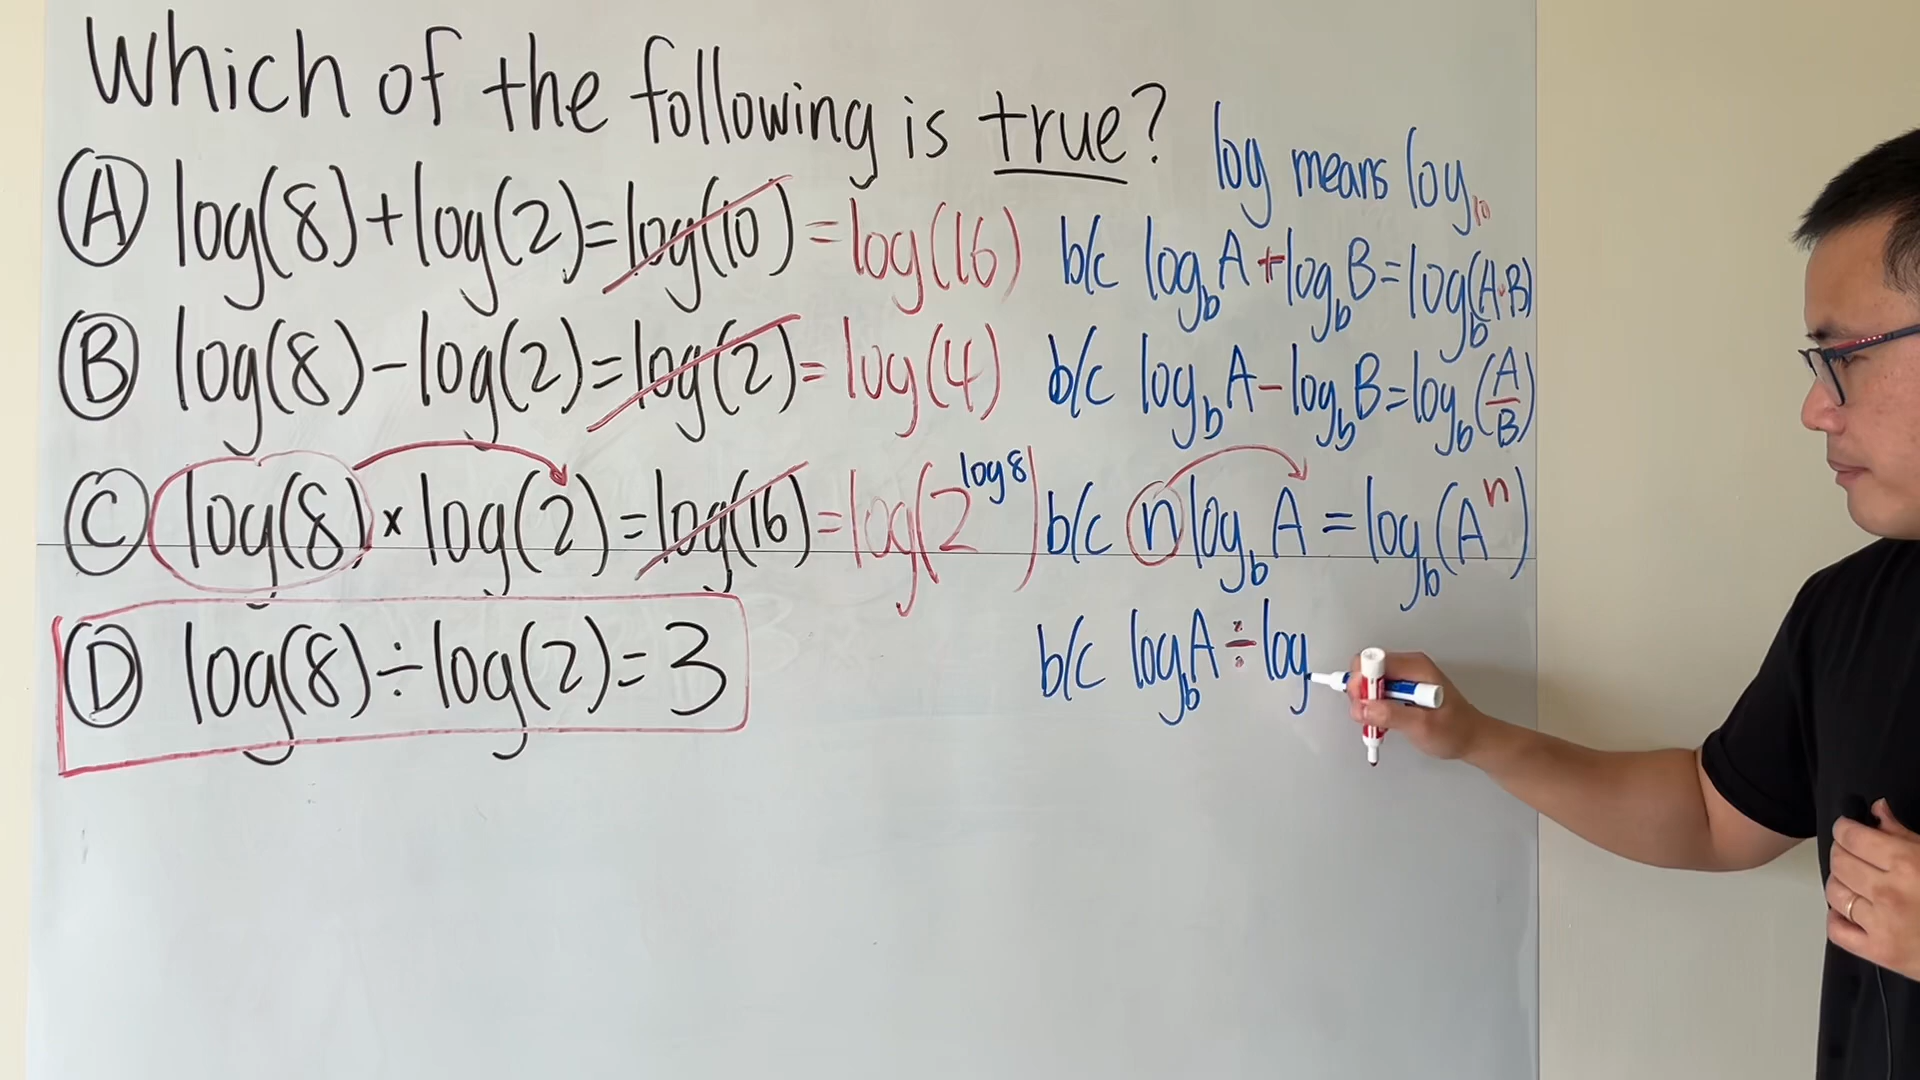 Which of the following is true?
log means log₁₀
Ⓐ log(8)+log(2)=log(10)=log(16) b/c log_b A+log_b B=log_b(A·B)
Ⓑ log(8)-log(2)=log(2)=log(4) b/c log_b A-log_b B=log_b(A/B)
Ⓒ log(8)×log(2)=log(16)=log(2^log8) b/c n log_b A=log_b(A^n)
Ⓓ log(8)÷log(2)=3 b/c log_b A÷log